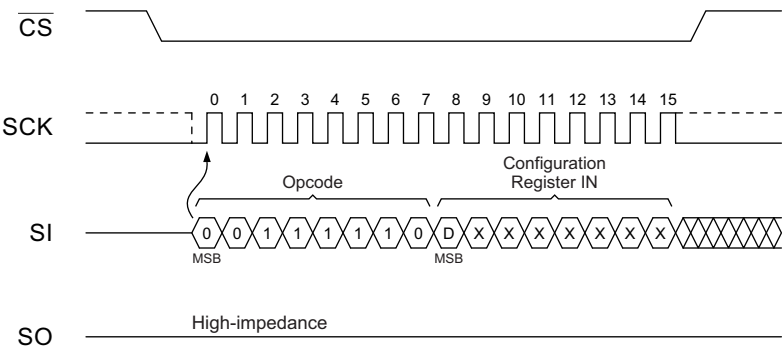 CS
0 1 2 3 4 5 6 7 8 9 10 11 12 13 14 15
SCK
Opcode
Configuration
Register IN
SI
0 0 1 1 1 1 1 0 D X X X X X X X
MSB MSB
High-impedance
SO